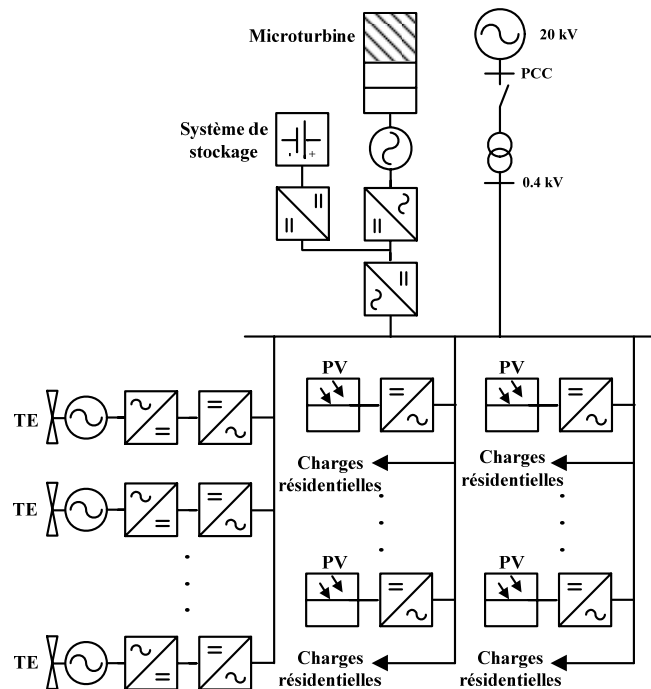 Microturbine
20 kV
PCC
Système de
stockage
0.4 kV
PV
PV
TE
Charges
résidentielles
Charges
résidentielles
TE
PV
PV
TE
Charges
résidentielles
Charges
résidentielles